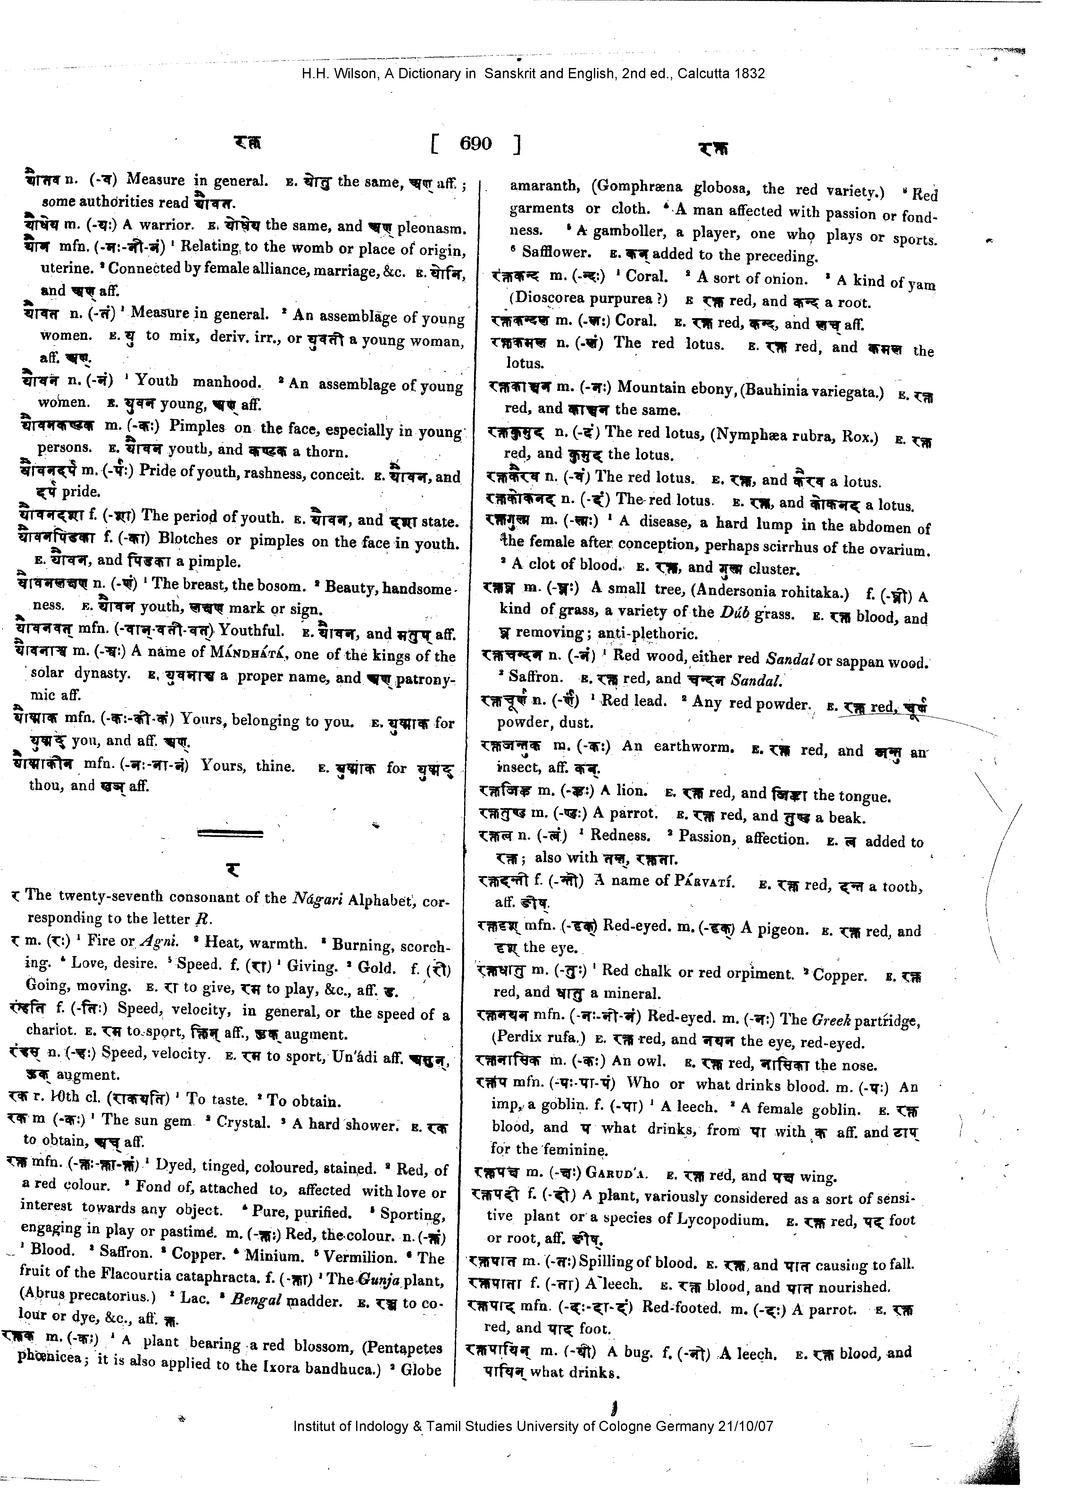 H.H. Wilson, A Dictionary in Sanskrit and English, 2nd ed., Calcutta 1832
रक्त [ 690 ] रक्त
यौतव n. (-वं) Measure in general. E. योतु the same, अण् aff.;
some authorities read यौवत.
यौधेय m. (-यः) A warrior. E. योधेय the same, and अण् pleonasm.
यौन mfn. (-नः-नी-नं) ¹ Relating to the womb or place of origin,
uterine. ² Connected by female alliance, marriage, &c. E. योनि,
and अण् aff.
यौवत n. (-तं) ¹ Measure in general. ² An assemblage of young
women. E. यु to mix, deriv. irr., or युवती a young woman,
aff. अण्.
यौवन n. (-नं) ¹ Youth manhood. ² An assemblage of young
women. E. युवन young, अण् aff.
यौवनकण्टक m. (-कः) Pimples on the face, especially in young
persons. E. यौवन youth, and कण्टक a thorn.
यौवनदर्प m. (-र्पः) Pride of youth, rashness, conceit. E. यौवन, and
दर्प pride.
यौवनदशा f. (-शा) The period of youth. E. यौवन, and दशा state.
यौवनपिडका f. (-का) Blotches or pimples on the face in youth.
E. यौवन, and पिडका a pimple.
यौवनलक्षण n. (-णं) ¹ The breast, the bosom. ² Beauty, handsome-
ness. E. यौवन youth, लक्षण mark or sign.
यौवनवत् mfn. (-वान्-वती-वत्) Youthful. E. यौवन, and मतुप् aff.
यौवनाश्व m. (-श्वः) A name of MÁNDHÁTÁ, one of the kings of the
solar dynasty. E. युवनाश्व a proper name, and अण् patrony-
mic aff.
यौष्माक mfn. (-कः-की-कं) Yours, belonging to you. E. युष्माक for
युष्मद् you, and aff. अण्.
यौष्माकीन mfn. (-नः-ना-नं) Yours, thine. E. युष्माक for युष्मद्
thou, and खञ् aff.
र
र The twenty-seventh consonant of the Nágari Alphabet, cor-
responding to the letter R.
र m. (रः) ¹ Fire or Agni. ² Heat, warmth. ³ Burning, scorch-
ing. ⁴ Love, desire. ⁵ Speed. f. (रा) ¹ Giving. ² Gold. f. (री)
Going, moving. E. रा to give, रम to play, &c., aff. ड.
रंहति f. (-तिः) Speed, velocity, in general, or the speed of a
chariot. E. रम to sport, क्तिन् aff., हुक् augment.
रंहस् n. (-हः) Speed, velocity. E. रम to sport, Un'ádi aff. असुन्,
हुक् augment.
रक r. 10th cl. (राकयति) ¹ To taste. ² To obtain.
रक m (-कः) ¹ The sun gem ² Crystal. ³ A hard shower. E. रक
to obtain, अच् aff.
रक्त mfn. (-क्तः-क्ता-क्तं) ¹ Dyed, tinged, coloured, stained. ² Red, of
a red colour. ³ Fond of, attached to, affected with love or
interest towards any object. ⁴ Pure, purified. ⁵ Sporting,
engaging in play or pastime. m. (-क्तः) Red, the colour. n. (-क्तं)
¹ Blood. ² Saffron. ³ Copper. ⁴ Minium. ⁵ Vermilion. ⁶ The
fruit of the Flacourtia cataphracta. f. (-क्ता) ¹ The Gunja plant,
(Abrus precatorius.) ² Lac. ³ Bengal madder. E. रञ्ज to co-
lour or dye, &c., aff. क्त.
रक्तक m. (-कः) ¹ A plant bearing a red blossom, (Pentapetes
phœnicea; it is also applied to the Ixora bandhuca.) ² Globe
amaranth, (Gomphræna globosa, the red variety.) ³ Red
garments or cloth. ⁴ A man affected with passion or fond-
ness. ⁵ A gamboller, a player, one who plays or sports.
⁶ Safflower. E. कन् added to the preceding.
रक्तकन्द m. (-न्दः) ¹ Coral. ² A sort of onion. ³ A kind of yam
(Dioscorea purpurea?) E रक्त red, and कन्द a root.
रक्तकन्दल m. (-लः) Coral. E. रक्त red, कन्द, and लच् aff.
रक्तकमल n. (-लं) The red lotus. E. रक्त red, and कमल the
lotus.
रक्तकाञ्चन m. (-नः) Mountain ebony, (Bauhinia variegata.) E. रक्त
red, and काञ्चन the same.
रक्तकुमुद n. (-दं) The red lotus, (Nymphæa rubra, Rox.) E. रक्त
red, and कुमुद the lotus.
रक्तकैरव n. (-वं) The red lotus. E. रक्त, and कैरव a lotus.
रक्तकोकनद n. (-दं) The red lotus. E. रक्त, and कोकनद a lotus.
रक्तगुल्म m. (-ल्मः) ¹ A disease, a hard lump in the abdomen of
the female after conception, perhaps scirrhus of the ovarium.
² A clot of blood. E. रक्त, and गुल्म cluster.
रक्तघ्न m. (-घ्नः) A small tree, (Andersonia rohitaka.) f. (-घ्नी) A
kind of grass, a variety of the Dúb grass. E. रक्त blood, and
घ्न removing; anti-plethoric.
रक्तचन्दन n. (-नं) ¹ Red wood, either red Sandal or sappan wood.
² Saffron. E. रक्त red, and चन्दन Sandal.
रक्तचूर्ण n. (-र्णं) ¹ Red lead. ² Any red powder. E. रक्त red, चूर्ण
powder, dust.
रक्तजन्तुक m. (-कः) An earthworm. E. रक्त red, and जन्तु an
insect, aff. कन्.
रक्तजिह्व m. (-ह्वः) A lion. E. रक्त red, and जिह्वा the tongue.
रक्ततुण्ड m. (-ण्डः) A parrot. E. रक्त red, and तुण्ड a beak.
रक्तत्व n. (-त्वं) ¹ Redness. ² Passion, affection. E. त्व added to
रक्त; also with तल्, रक्तता.
रक्तदन्ती f. (-न्ती) A name of PÁRVATÍ. E. रक्त red, दन्त a tooth,
aff. ङीष्.
रक्तदृश् mfn. (-दृक्) Red-eyed. m. (-दृक्) A pigeon. E. रक्त red, and
दृश् the eye.
रक्तधातु m. (-तुः) ¹ Red chalk or red orpiment. ² Copper. E. रक्त
red, and धातु a mineral.
रक्तनयन mfn. (-नः-नी-नं) Red-eyed. m. (-नः) The Greek partridge,
(Perdix rufa.) E. रक्त red, and नयन the eye, red-eyed.
रक्तनासिक m. (-कः) An owl. E. रक्त red, नासिका the nose.
रक्तप mfn. (-पः-पा-पं) Who or what drinks blood. m. (-पः) An
imp, a goblin. f. (-पा) ¹ A leech. ² A female goblin. E. रक्त
blood, and प what drinks, from पा with क aff. and टाप्
for the feminine.
रक्तपक्ष m. (-क्षः) GARUD'A. E. रक्त red, and पक्ष wing.
रक्तपदी f. (-दी) A plant, variously considered as a sort of sensi-
tive plant or a species of Lycopodium. E. रक्त red, पद foot
or root, aff. ङीष्.
रक्तपात m. (-तः) Spilling of blood. E. रक्त, and पात causing to fall.
रक्तपाता f. (-ता) A leech. E. रक्त blood, and पात nourished.
रक्तपाद mfn. (-दः-दा-दं) Red-footed. m. (-दः) A parrot. E. रक्त
red, and पाद foot.
रक्तपायिन् m. (-यी) A bug. f. (-नी) A leech. E. रक्त blood, and
पायिन् what drinks.
Institut of Indology & Tamil Studies University of Cologne Germany 21/10/07